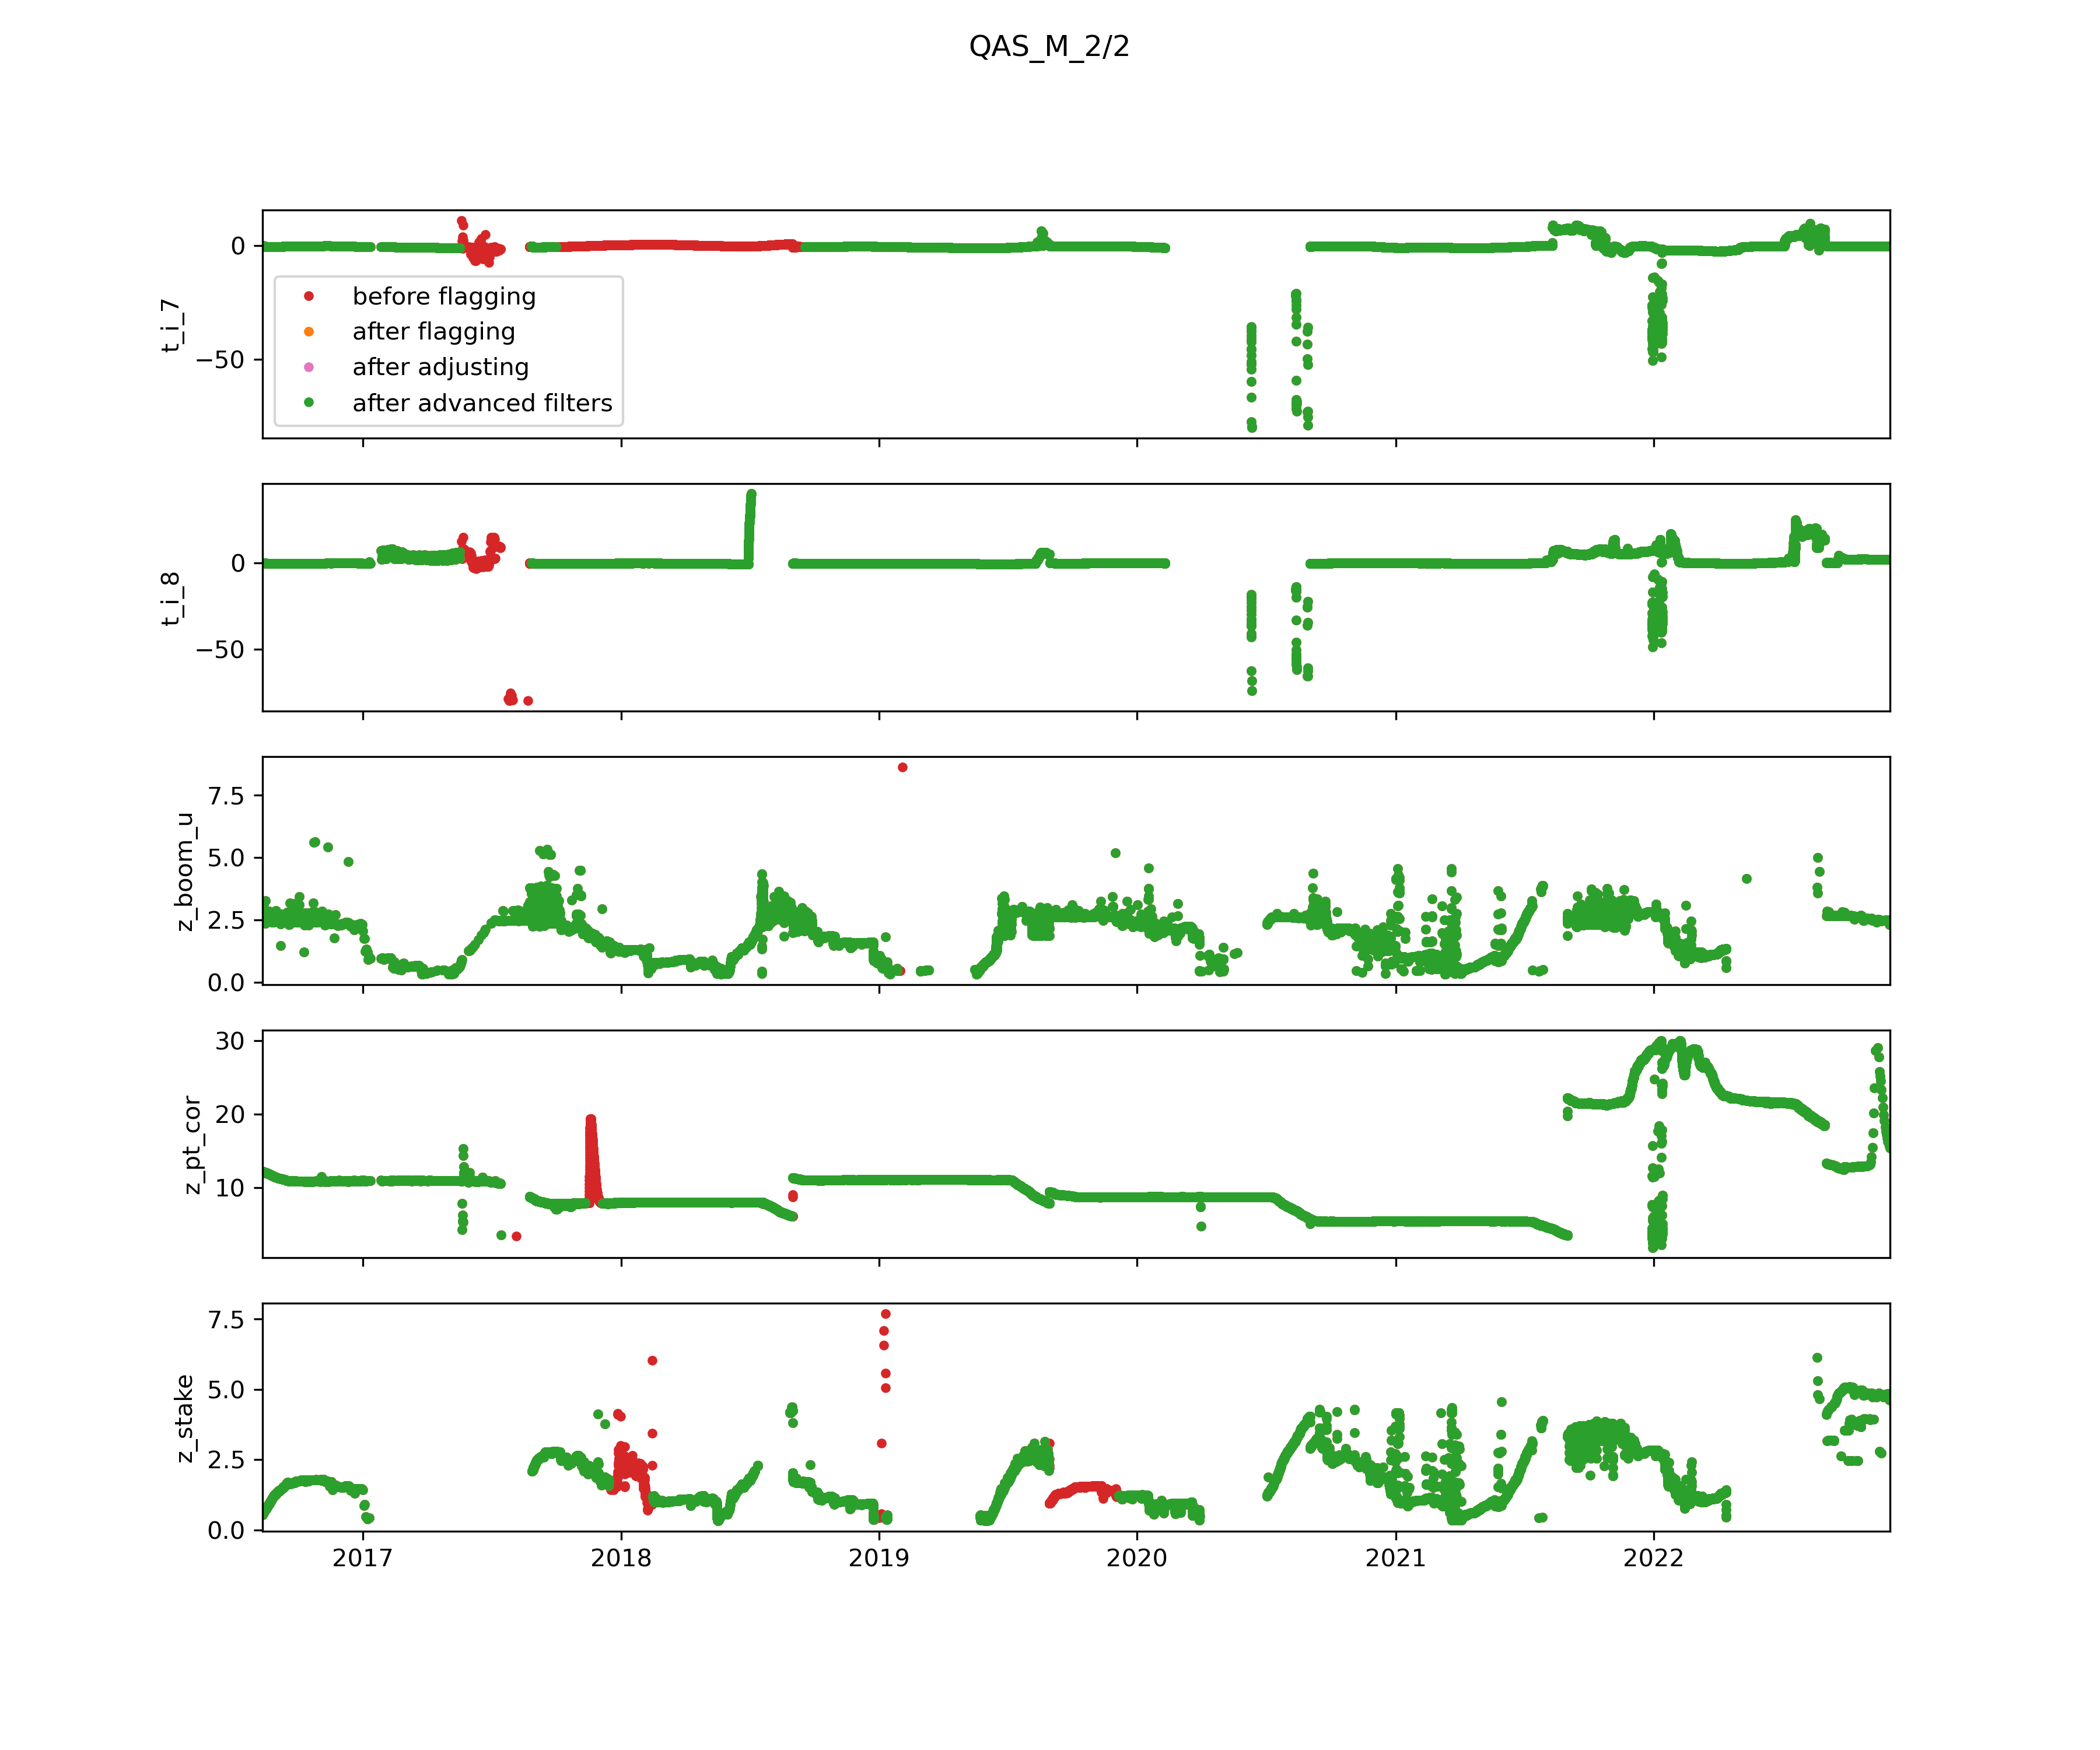 QAS_M_2/2
t_i_7
0
−50
before flagging
after flagging
after adjusting
after advanced filters
t_i_8
0
−50
z_boom_u
7.5
5.0
2.5
0.0
z_pt_cor
30
20
10
z_stake
7.5
5.0
2.5
0.0
2017 2018 2019 2020 2021 2022